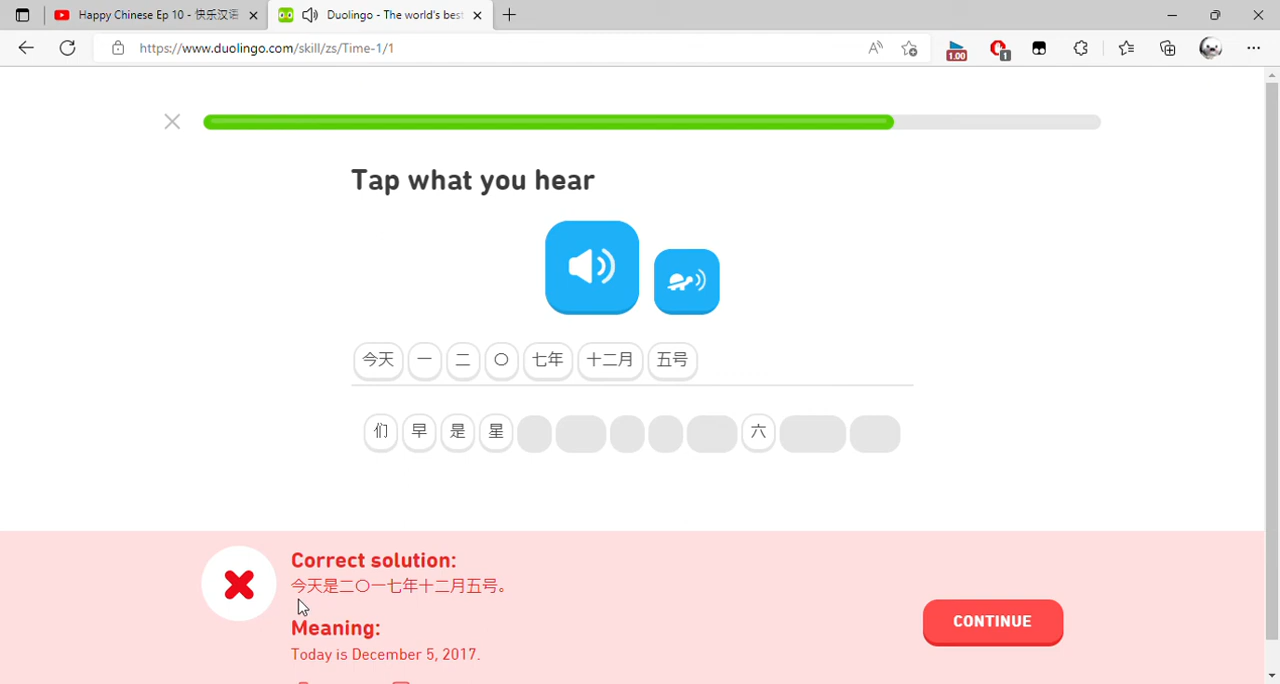 Happy Chinese Ep 10 - 快乐汉语
Duolingo - The world's best
https://www.duolingo.com/skill/zs/Time-1/1
1.00
1
Tap what you hear
今天 一 二 〇 七年 十二月 五号
们 早 是 星 六
Correct solution:
今天是二〇一七年十二月五号。
Meaning:
Today is December 5, 2017.
CONTINUE